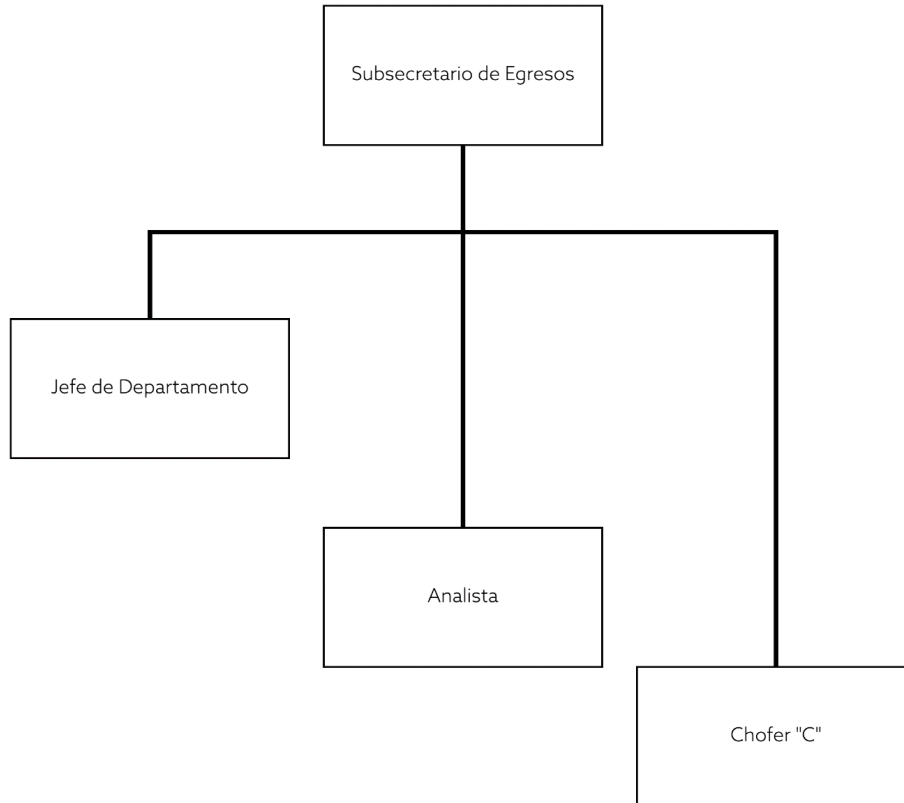 Subsecretario de Egresos
Jefe de Departamento
Analista
Chofer "C"